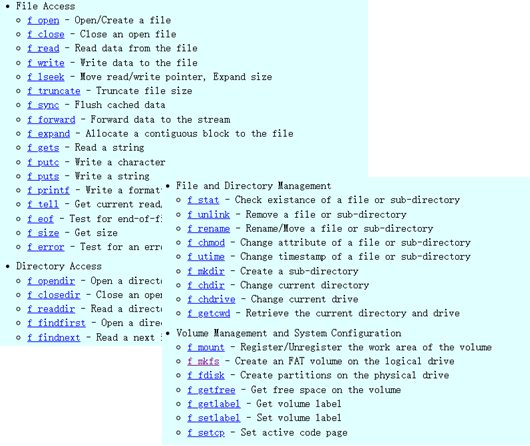 File Access
f_open - Open/Create a file
f_close - Close an open file
f_read - Read data from the file
f_write - Write data to the file
f_lseek - Move read/write pointer, Expand size
f_truncate - Truncate file size
f_sync - Flush cached data
f_forward - Forward data to the stream
f_expand - Allocate a contiguous block to the file
f_gets - Read a string
f_putc - Write a character
f_puts - Write a string
f_printf - Write a format
f_tell - Get current read/
f_eof - Test for end-of-fi
f_size - Get size
f_error - Test for an err
Directory Access
f_opendir - Open a direct
f_closedir - Close an open
f_readdir - Read a direct
f_findfirst - Open a dire
f_findnext - Read a next
File and Directory Management
f_stat - Check existance of a file or sub-directory
f_unlink - Remove a file or sub-directory
f_rename - Rename/Move a file or sub-directory
f_chmod - Change attribute of a file or sub-directory
f_utime - Change timestamp of a file or sub-directory
f_mkdir - Create a sub-directory
f_chdir - Change current directory
f_chdrive - Change current drive
f_getcwd - Retrieve the current directory and drive
Volume Management and System Configuration
f_mount - Register/Unregister the work area of the volume
f_mkfs - Create an FAT volume on the logical drive
f_fdisk - Create partitions on the physical drive
f_getfree - Get free space on the volume
f_getlabel - Get volume label
f_setlabel - Set volume label
f_setcp - Set active code page